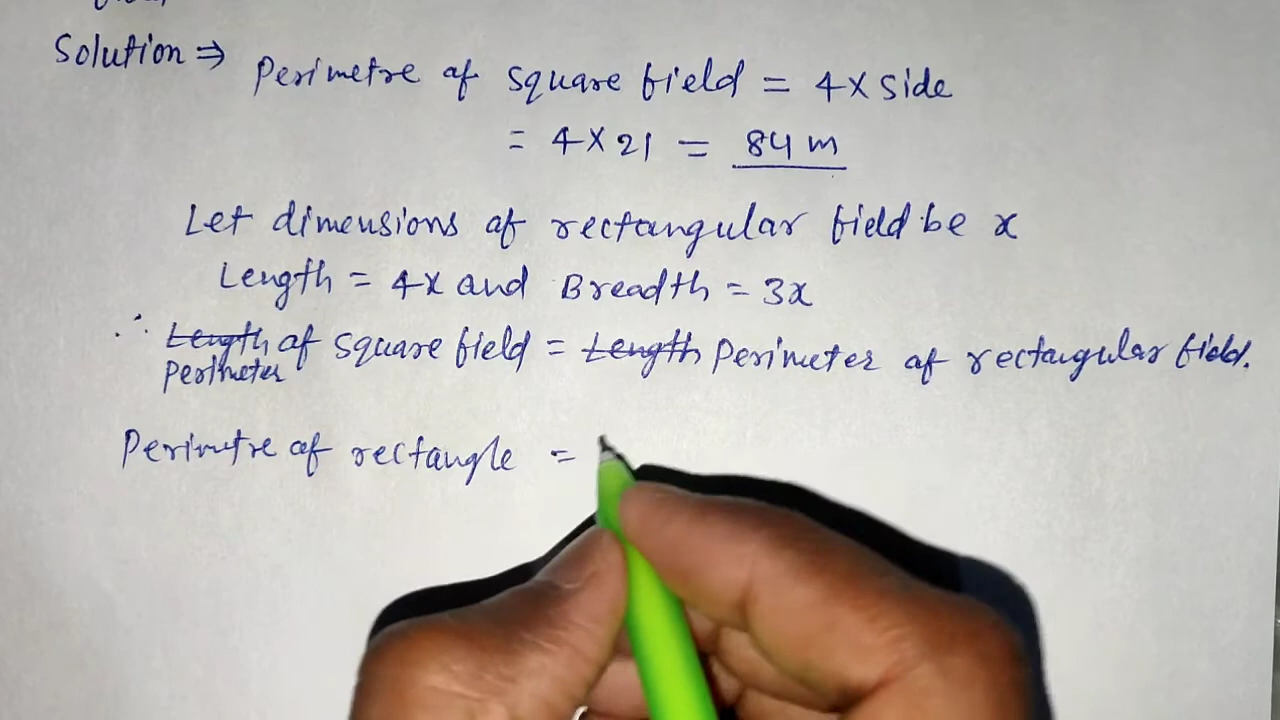 Solution ⇒ Perimetre of square field = 4 x side
= 4 x 21 = 84 m
Let dimensions of rectangular field be x
Length = 4x and Breadth = 3x
∴ Length of square field = Length Perimeter of rectangular field.
Perimeter
Perimetre of rectangle =